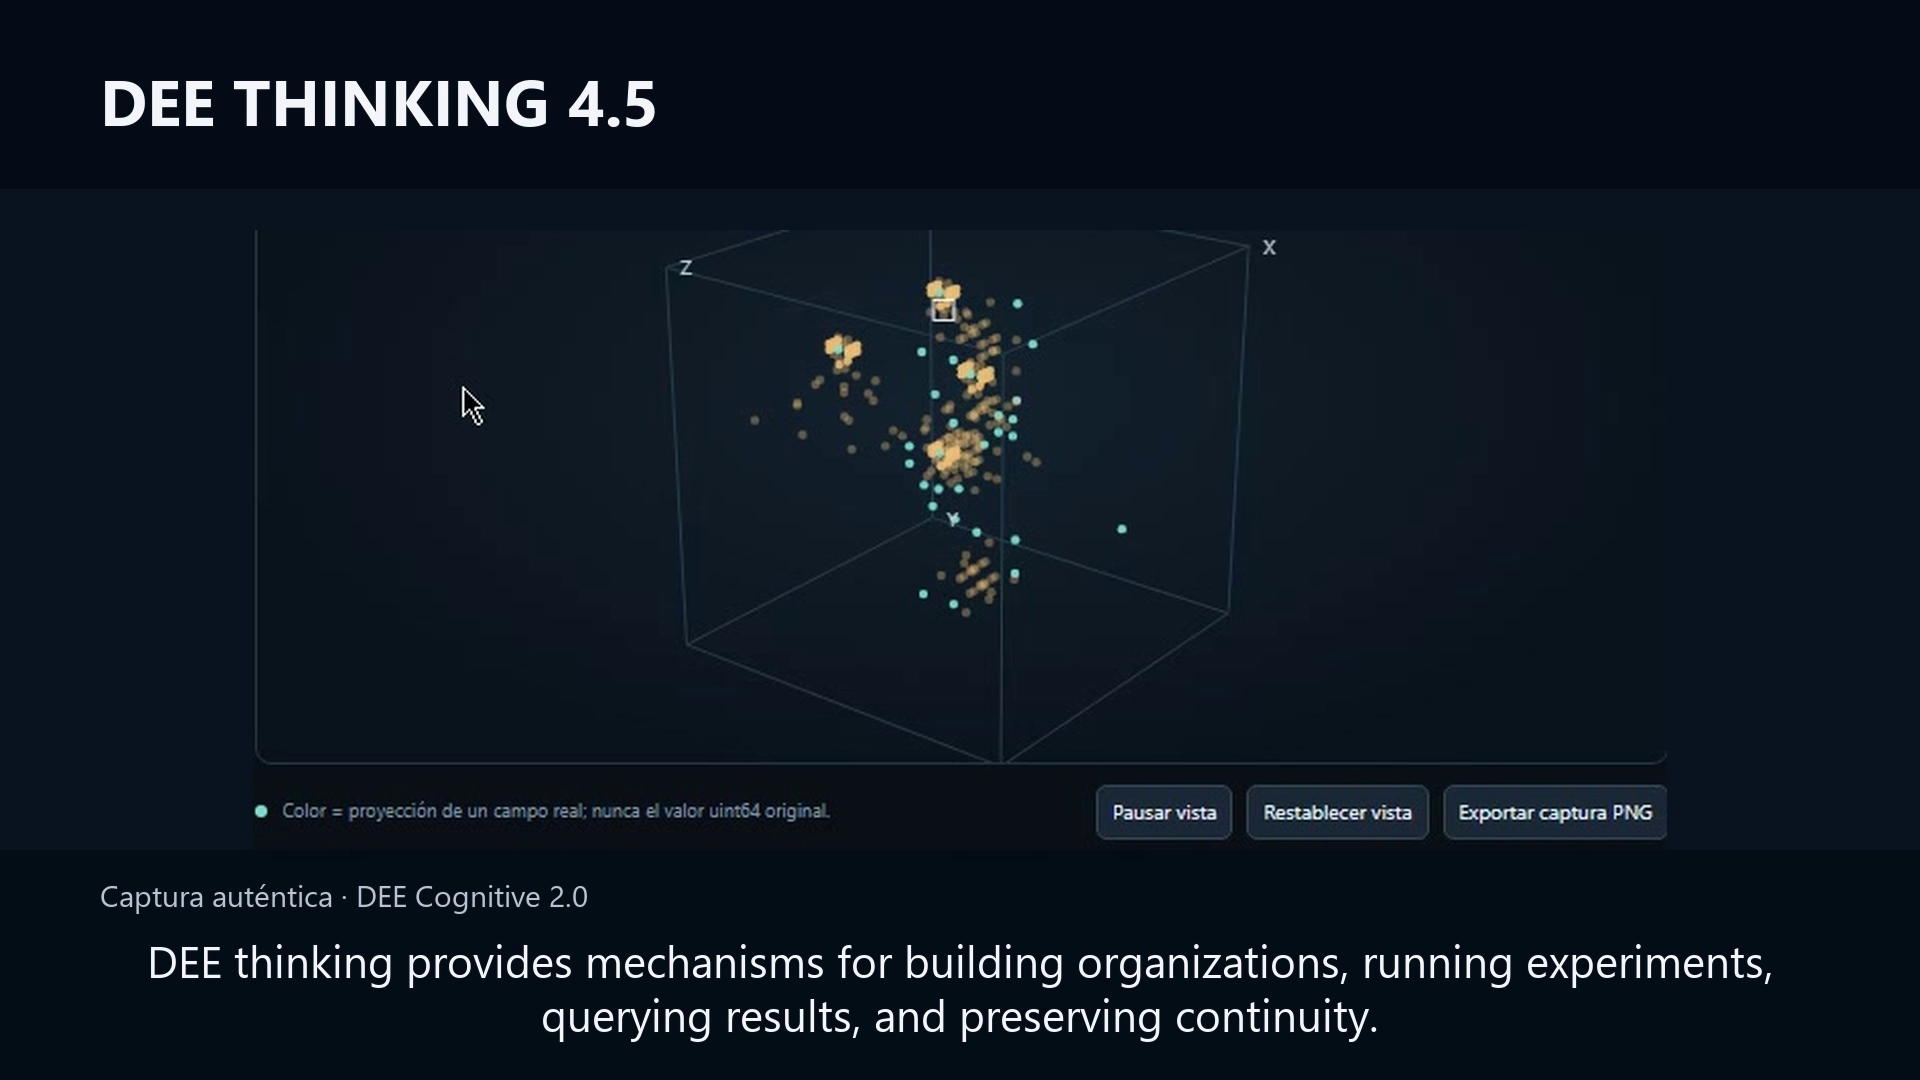 DEE THINKING 4.5
X
Z
Y
Color = proyección de un campo real; nunca el valor uint64 original.
Pausar vista
Restablecer vista
Exportar captura PNG
Captura auténtica · DEE Cognitive 2.0
DEE thinking provides mechanisms for building organizations, running experiments,
querying results, and preserving continuity.